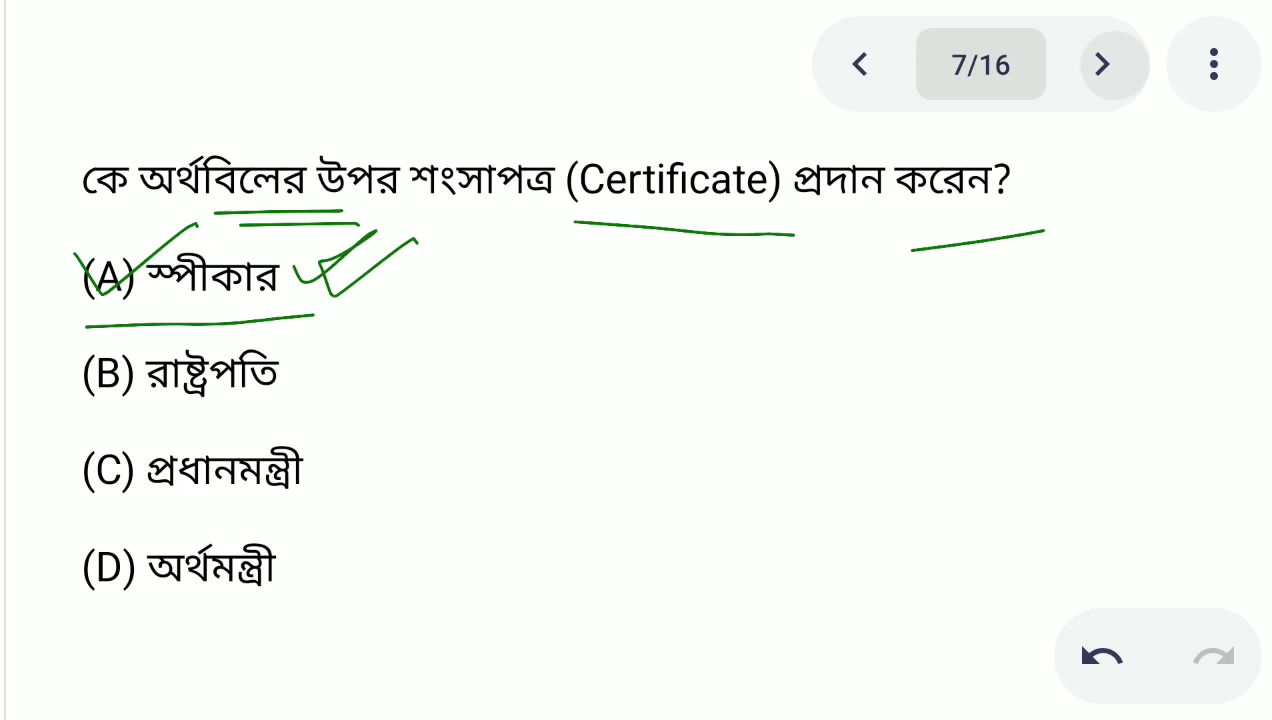 7/16
কে অর্থবিলের উপর শংসাপত্র (Certificate) প্রদান করেন?
(A) স্পীকার
(B) রাষ্ট্রপতি
(C) প্রধানমন্ত্রী
(D) অর্থমন্ত্রী